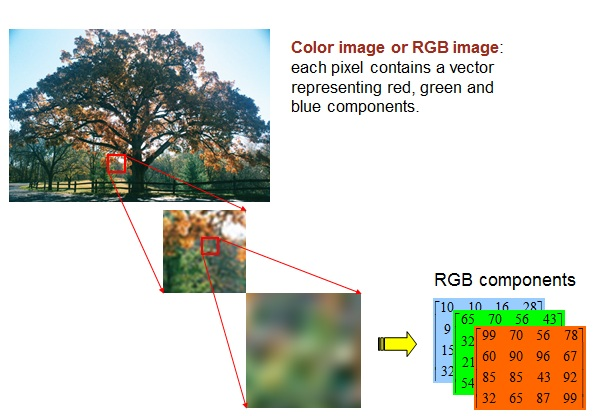 Color image or RGB image:
each pixel contains a vector
representing red, green and
blue components.
RGB components
10 10 16 28
9
15
32
65 70 56 43
32
21
54
99 70 56 78
60 90 96 67
85 85 43 92
32 65 87 99